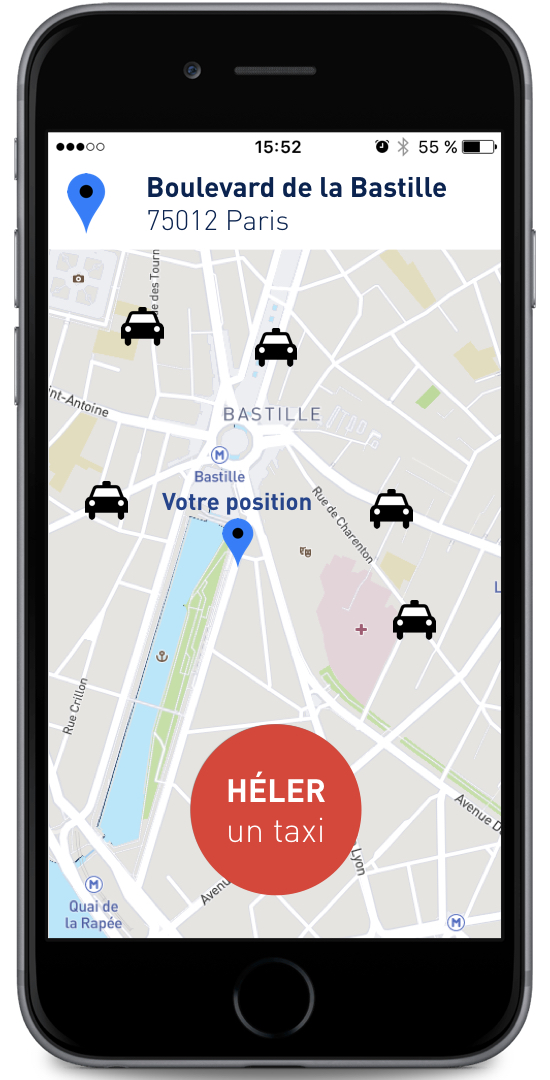 15:52
55 %
Boulevard de la Bastille
75012 Paris
de des Tourn
int-Antoine
BASTILLE
M
Bastille
Votre position
Rue de Charenton
L
Rue Crillon
HÉLER
un taxi
Avenue D
Lyon
Avenu
M
Quai de
la Rapée
M